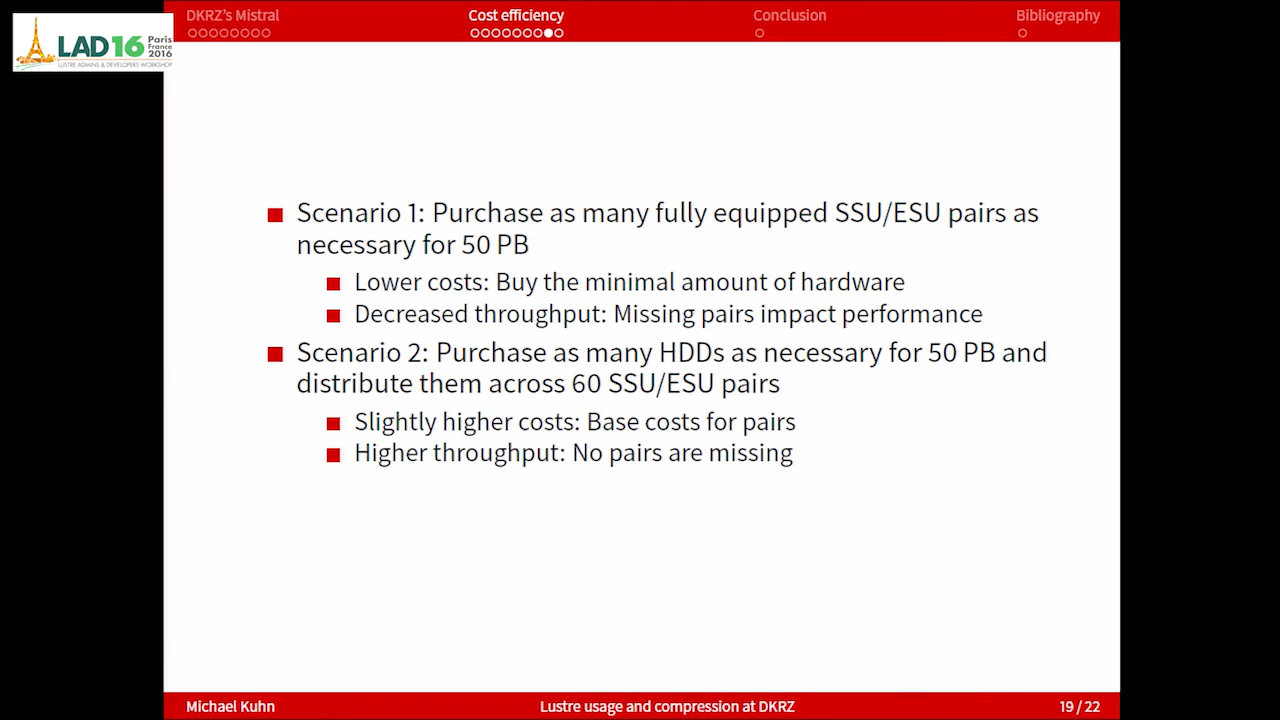 DKRZ's Mistral
Cost efficiency
Conclusion
Bibliography
LAD16 Paris France 2016
LUSTRE ADMINS & DEVELOPERS WORKSHOP
Scenario 1: Purchase as many fully equipped SSU/ESU pairs as
necessary for 50 PB
Lower costs: Buy the minimal amount of hardware
Decreased throughput: Missing pairs impact performance
Scenario 2: Purchase as many HDDs as necessary for 50 PB and
distribute them across 60 SSU/ESU pairs
Slightly higher costs: Base costs for pairs
Higher throughput: No pairs are missing
Michael Kuhn
Lustre usage and compression at DKRZ
19 / 22